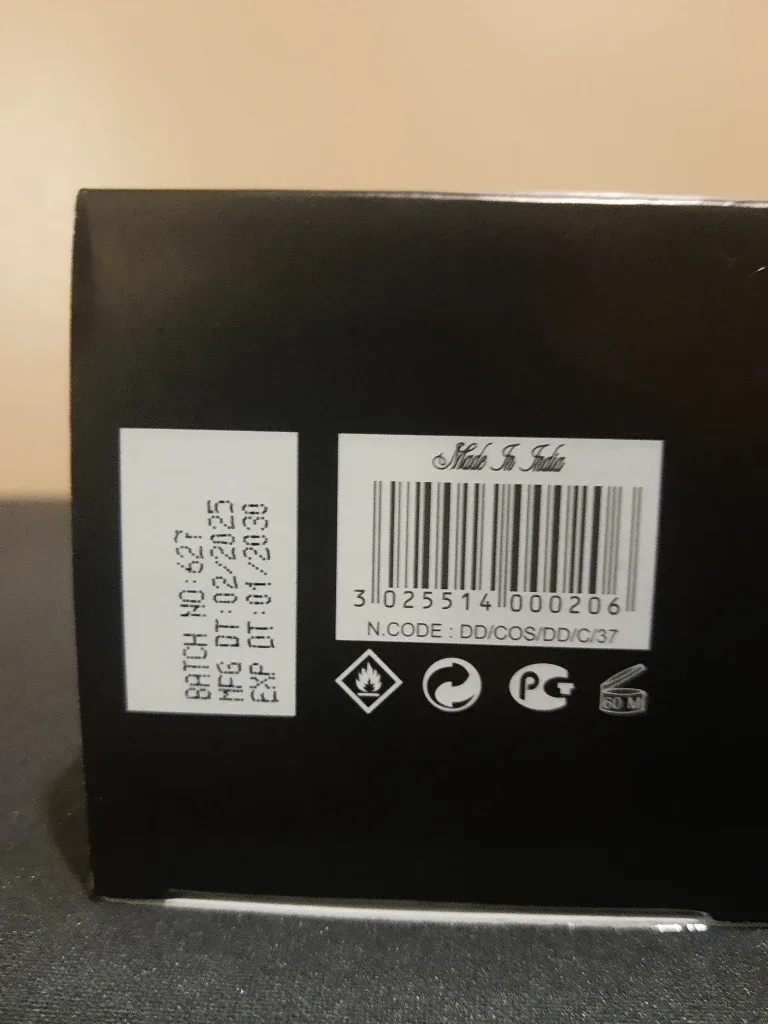 BATCH NO:627
MFG DT:02/2025
EXP DT:01/2030
Made In India
3 025514 000206
N.CODE : DD/COS/DD/C/37
PG
60 M